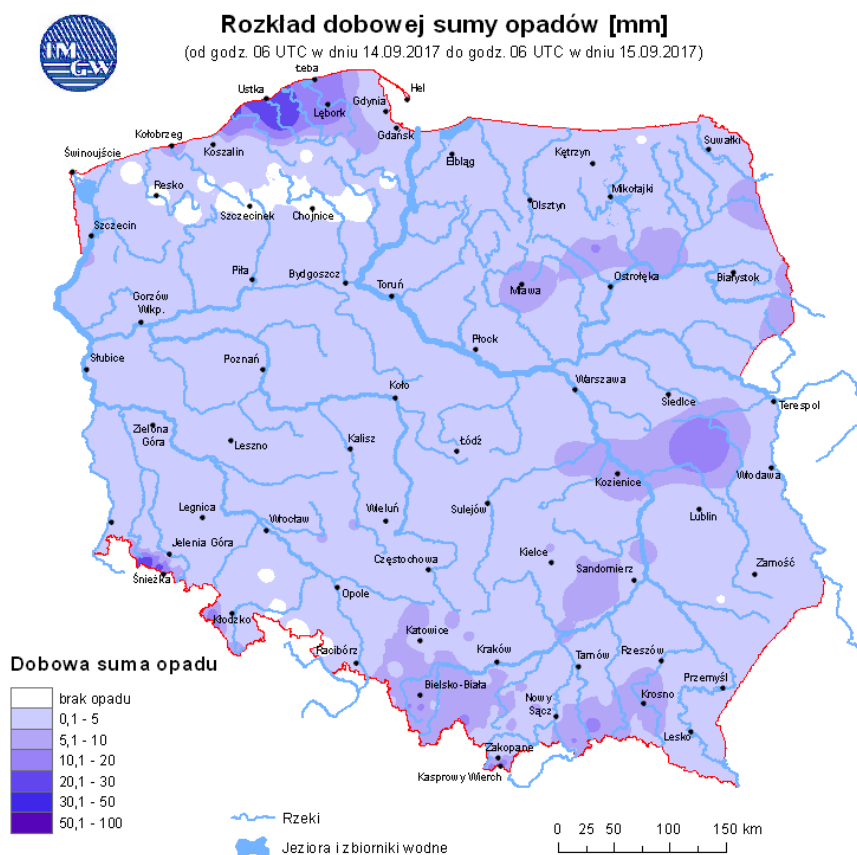 Rozkład dobowej sumy opadów [mm]
(od godz. 06 UTC w dniu 14.09.2017 do godz. 06 UTC w dniu 15.09.2017)
IM
GW
Łeba
Ustka
Hel
Lębork
Gdynia
Gdańsk
Kołobrzeg
Koszalin
Świnoujście
Elbląg
Kętrzyn
Suwałki
Resko
Szczecinek
Chojnice
Olsztyn
Mikołajki
Szczecin
Piła
Bydgoszcz
Toruń
Mława
Ostrołęka
Białystok
Gorzów
Wlkp.
Płock
Słubice
Poznań
Koło
Warszawa
Siedlce
Terespol
Zielona
Góra
Leszno
Kalisz
Łódź
Kozienice
Włodawa
Legnica
Wrocław
Wieluń
Sulejów
Lublin
Jelenia Góra
Śnieżka
Częstochowa
Kielce
Sandomierz
Zamość
Opole
Kłodzko
Katowice
Racibórz
Kraków
Tarnów
Rzeszów
Przemyśl
Bielsko-Biała
Nowy
Sącz
Krosno
Lesko
Zakopane
Kasprowy Wierch
Dobowa suma opadu
brak opadu
0,1 - 5
5,1 - 10
10,1 - 20
20,1 - 30
30,1 - 50
50,1 - 100
Rzeki
Jeziora i zbiorniki wodne
0 25 50 100 150 km